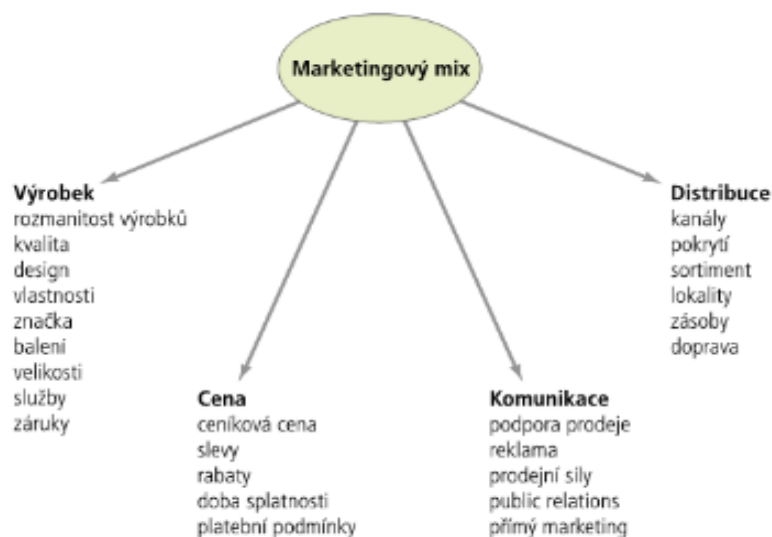 Marketingový mix
Výrobek
rozmanitost výrobků
kvalita
design
vlastnosti
značka
balení
velikosti
služby
záruky
Cena
ceníková cena
slevy
rabaty
doba splatnosti
platební podmínky
Komunikace
podpora prodeje
reklama
prodejní síly
public relations
přímý marketing
Distribuce
kanály
pokrytí
sortiment
lokality
zásoby
doprava